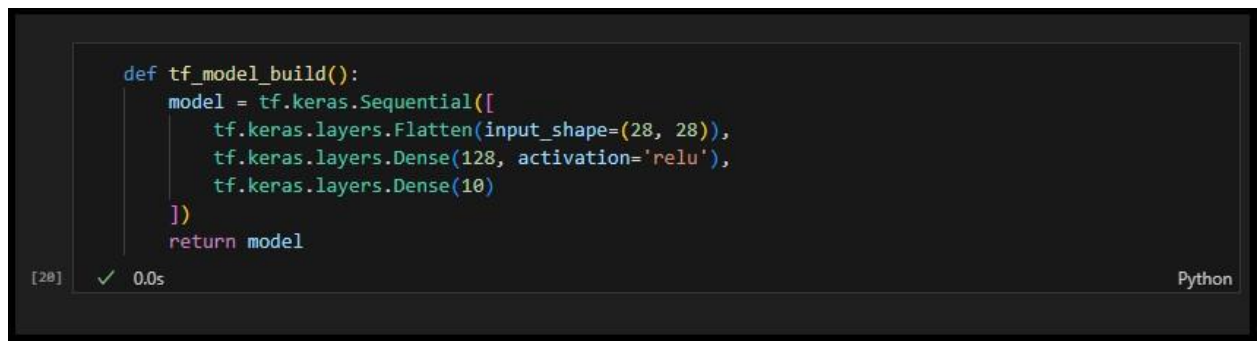 def tf_model_build():
    model = tf.keras.Sequential([
        tf.keras.layers.Flatten(input_shape=(28, 28)),
        tf.keras.layers.Dense(128, activation='relu'),
        tf.keras.layers.Dense(10)
    ])
    return model
[20] ✓ 0.0s Python